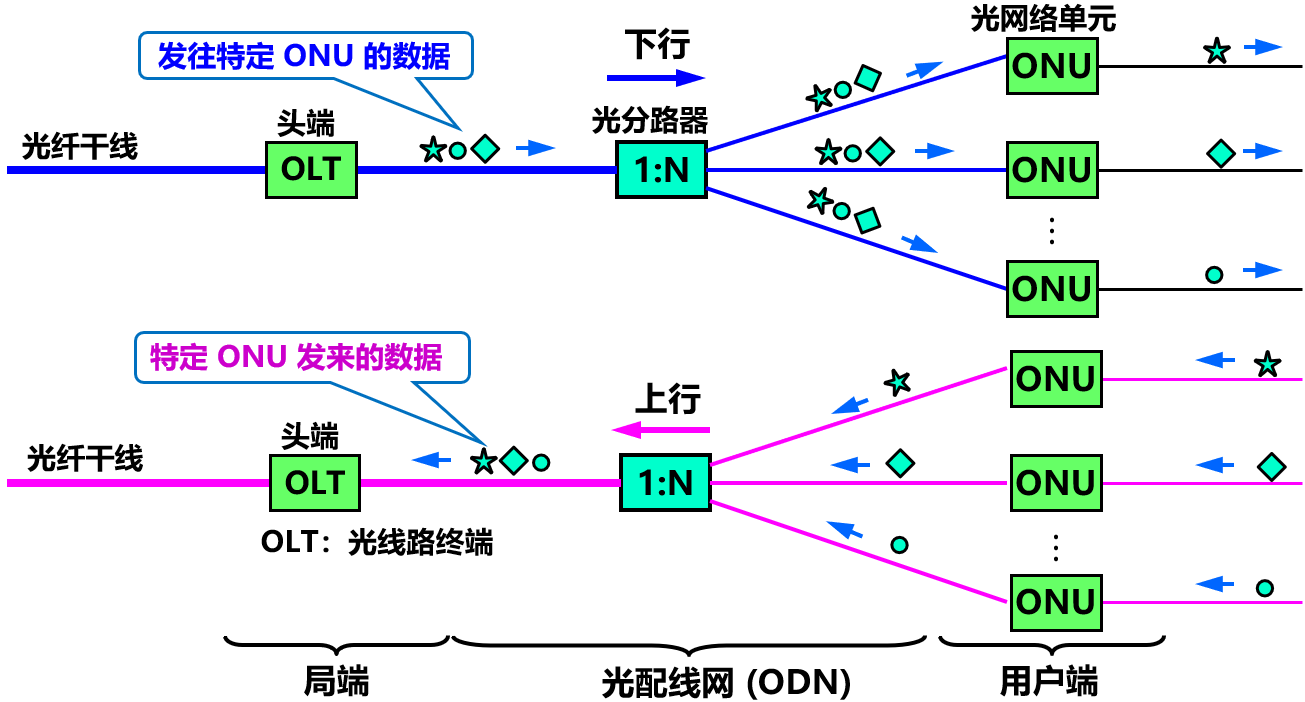 光网络单元
下行
发往特定 ONU 的数据
ONU
光分路器
头端
光纤干线
OLT
1:N
ONU
⋮
ONU
特定 ONU 发来的数据
上行
ONU
头端
光纤干线
OLT
1:N
ONU
OLT：光线路终端
⋮
ONU
局端
光配线网 (ODN)
用户端